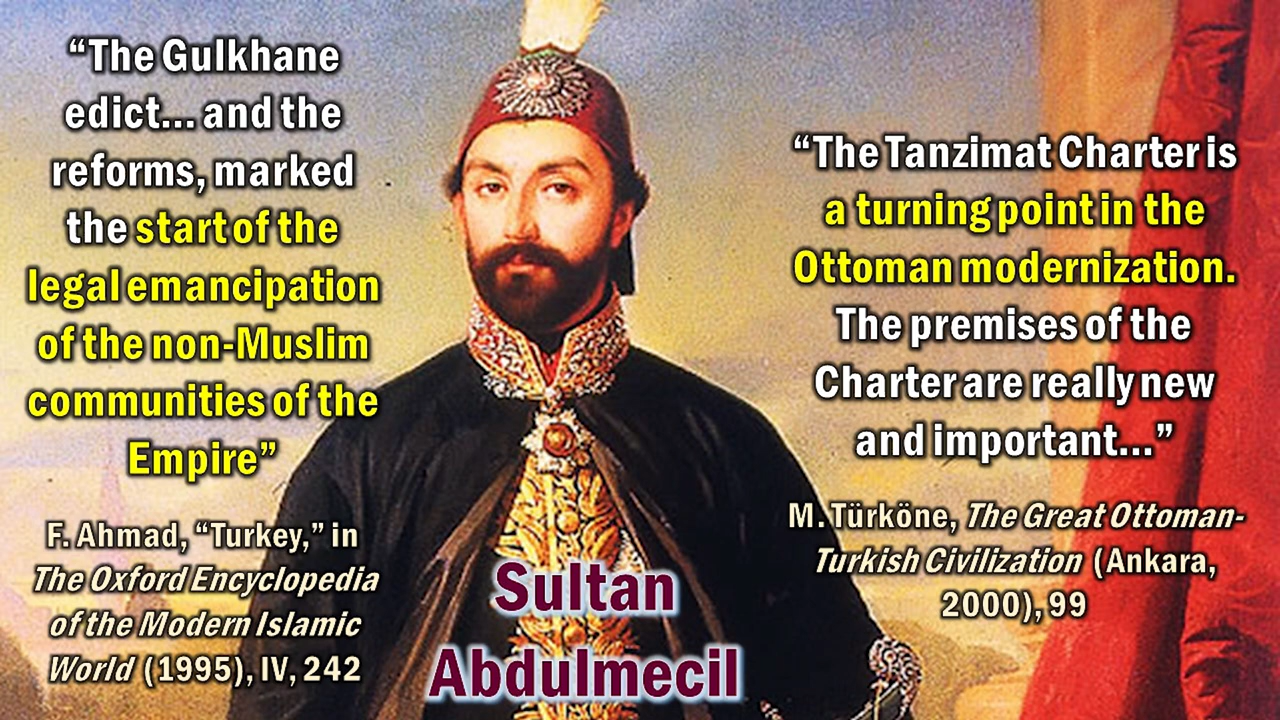 “The Gulkhane
edict... and the
reforms, marked
the start of the
legal emancipation
of the non-Muslim
communities of the
Empire”
F. Ahmad, “Turkey,” in
The Oxford Encyclopedia
of the Modern Islamic
World (1995), IV, 242
“The Tanzimat Charter is
a turning point in the
Ottoman modernization.
The premises of the
Charter are really new
and important...”
M. Türköne, The Great Ottoman-
Turkish Civilization (Ankara,
2000), 99
Sultan
Abdulmecil